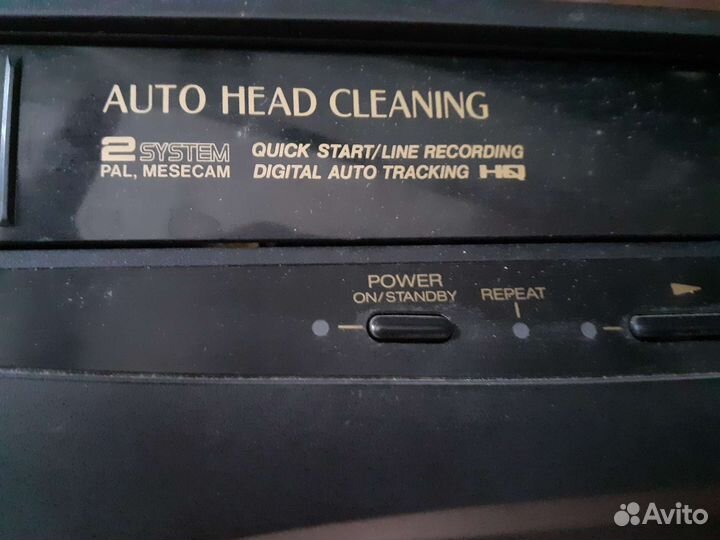 AUTO HEAD CLEANING
2 SYSTEM QUICK START/LINE RECORDING
PAL, MESECAM DIGITAL AUTO TRACKING HQ
POWER
ON/STANDBY
REPEAT
Avito